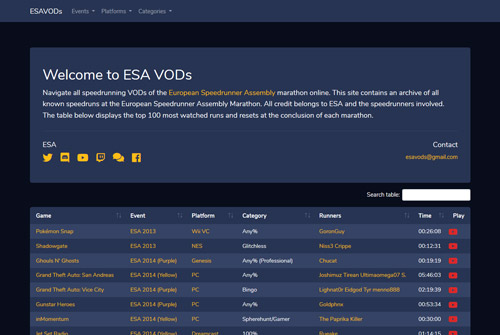 ESAVODs Events Platforms Categories
Welcome to ESA VODs
Navigate all speedrunning VODs of the European Speedrunner Assembly marathon online. This site contains an archive of all
known speedruns at the European Speedrunner Assembly Marathon. All credit belongs to ESA and the speedrunners involved.
The table below displays the top 100 most watched runs and resets at the conclusion of each marathon.
ESA Contact
esavods@gmail.com
Search table:
Game Event Platform Category Runners Time Play
Pokémon Snap ESA 2013 Wii VC Any% GoronGuy 00:26:08
Shadowgate ESA 2013 NES Glitchless Niss3 Crippe 00:12:31
Ghouls N' Ghosts ESA 2014 (Purple) Genesis Any% (Professional) Chucat 00:19:19
Grand Theft Auto: San Andreas ESA 2014 (Yellow) PC Any% Joshimuz Tirean Ultimaomega07 S. 05:46:03
Grand Theft Auto: Vice City ESA 2014 (Purple) PC Bingo Lighnat0r Eidgod Tyr menno888 02:19:39
Gunstar Heroes ESA 2014 (Yellow) PC Any% Goldphnx 00:53:34
inMomentum ESA 2014 (Yellow) PC Spherehunt/Gamer The Paprika Killer 00:30:00
Jet Set Radio ESA 2014 (Yellow) Dreamcast 100% 01:14:15